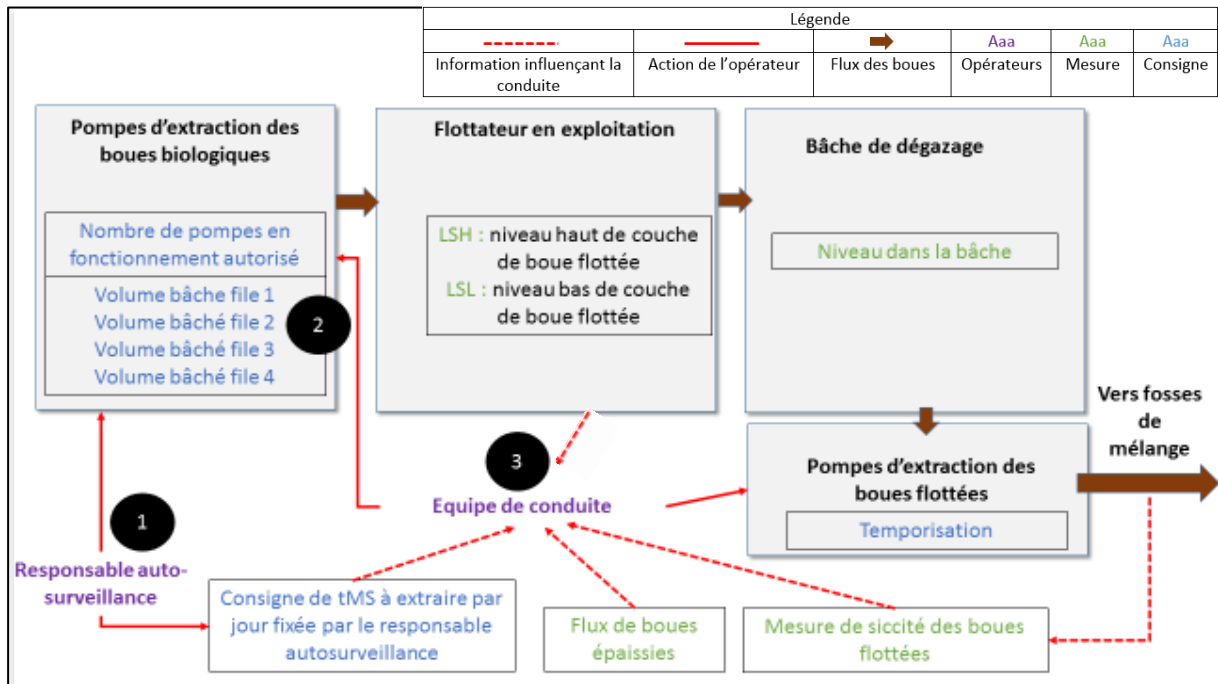 Légende
Aaa
Aaa
Aaa
Information influençant la
conduite
Action de l'opérateur
Flux des boues
Opérateurs
Mesure
Consigne
Pompes d'extraction des
boues biologiques
Nombre de pompes en
fonctionnement autorisé
Volume bâche file 1
Volume bâché file 2
Volume bâché file 3
Volume bâché file 4
2
Flottateur en exploitation
LSH : niveau haut de couche
de boue flottée
LSL : niveau bas de couche
de boue flottée
Bâche de dégazage
Niveau dans la bâche
Vers fosses
de
mélange
Pompes d'extraction des
boues flottées
Temporisation
3
Equipe de conduite
1
Responsable auto-
surveillance
Consigne de tMS à extraire par
jour fixée par le responsable
autosurveillance
Flux de boues
épaissies
Mesure de siccité des boues
flottées